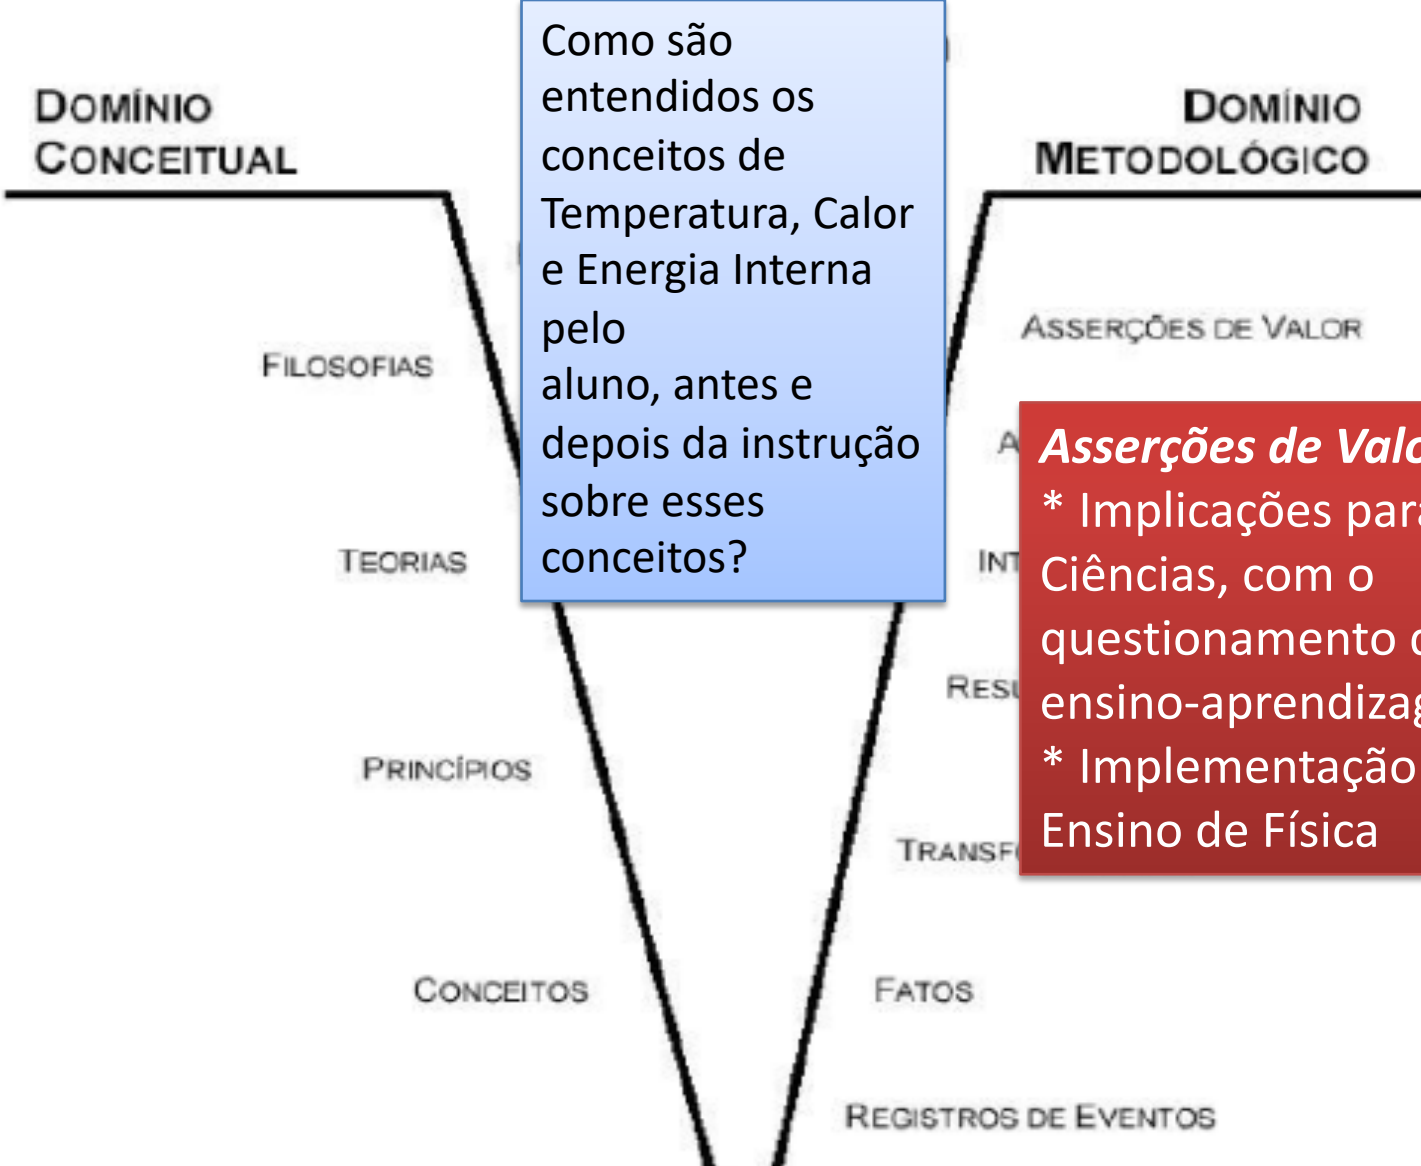 DOMÍNIO
CONCEITUAL
FILOSOFIAS
TEORIAS
PRINCÍPIOS
CONCEITOS
Como são
entendidos os
conceitos de
Temperatura, Calor
e Energia Interna
pelo
aluno, antes e
depois da instrução
sobre esses
conceitos?
DOMÍNIO
METODOLÓGICO
ASSERÇÕES DE VALOR
Asserções de
* Implicações
Ciências, com o
questionamento
* Implementação
Ensino de Física
FATOS
REGISTROS DE EVENTOS